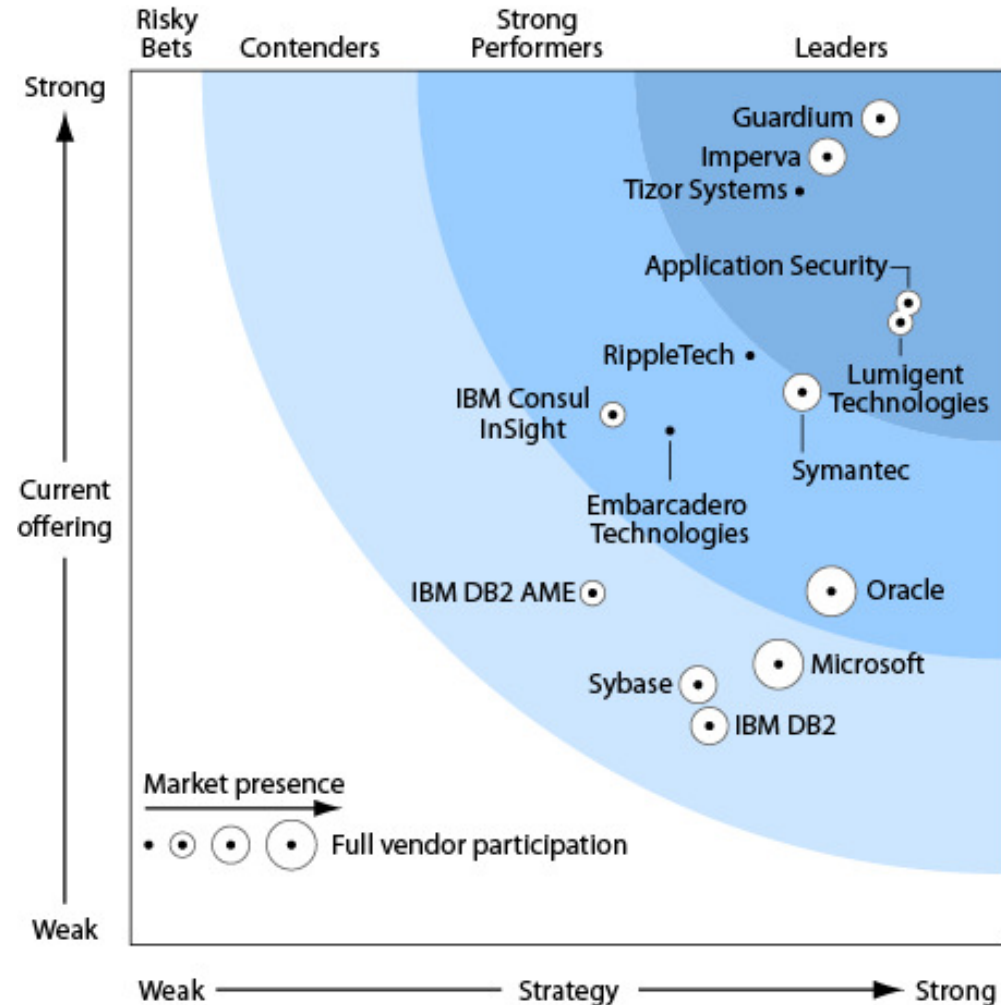 Risky
Bets
Contenders
Strong
Performers
Leaders
Strong
Guardium
Imperva
Tizor Systems
Application Security
RippleTech
Lumigent
Technologies
IBM Consul
InSight
Symantec
Current
offering
Embarcadero
Technologies
IBM DB2 AME
Oracle
Microsoft
Sybase
IBM DB2
Market presence
Full vendor participation
Weak
Weak
Strategy
Strong